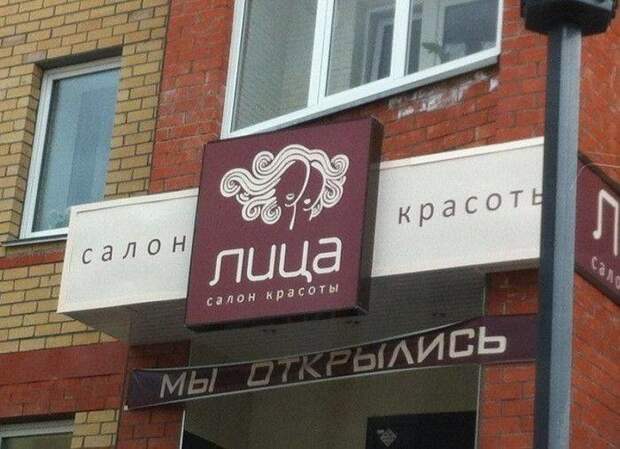 салон красоты
лица
салон красоты
МЫ ОТКРЫЛИСЬ